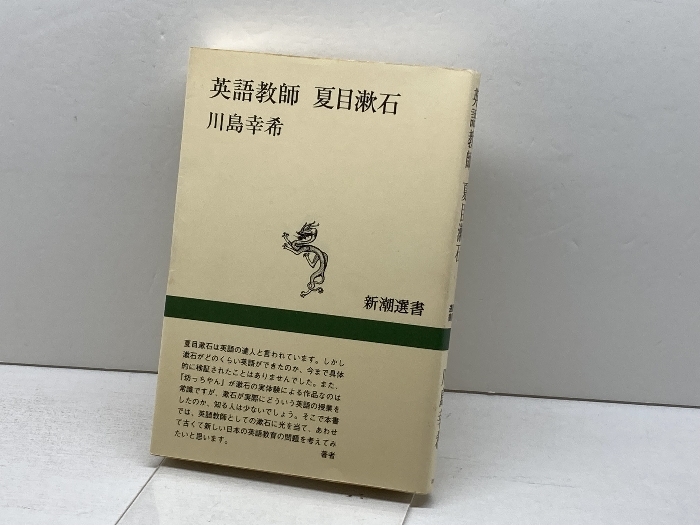 英語教師 夏目漱石
川島幸希
新潮選書
夏目漱石は英語の達人と言われています。しかし
漱石がどのくらい英語ができたのか、今まで具体
的に検証されたことはありませんでした。また、
「坊っちゃん」が漱石の実体験による作品なのは
常識ですが、漱石が実際にどういう英語の授業を
したのか、知る人は少ないでしょう。そこで本書
では、英語教師としての漱石に光を当て、あわせ
て古くて新しい日本の英語教育の問題を考えてみ
たいと思います。
著者
英語教師 夏目漱石